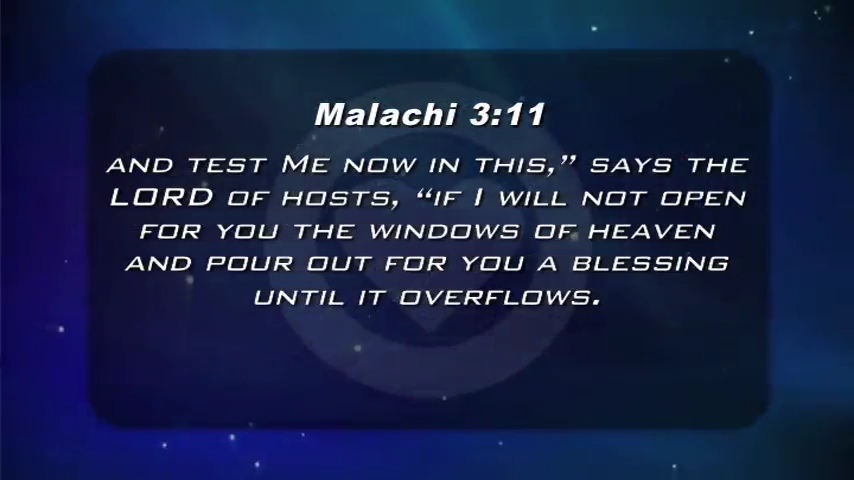 Malachi 3:11
AND TEST ME NOW IN THIS,” SAYS THE
LORD OF HOSTS, “IF I WILL NOT OPEN
FOR YOU THE WINDOWS OF HEAVEN
AND POUR OUT FOR YOU A BLESSING
UNTIL IT OVERFLOWS.